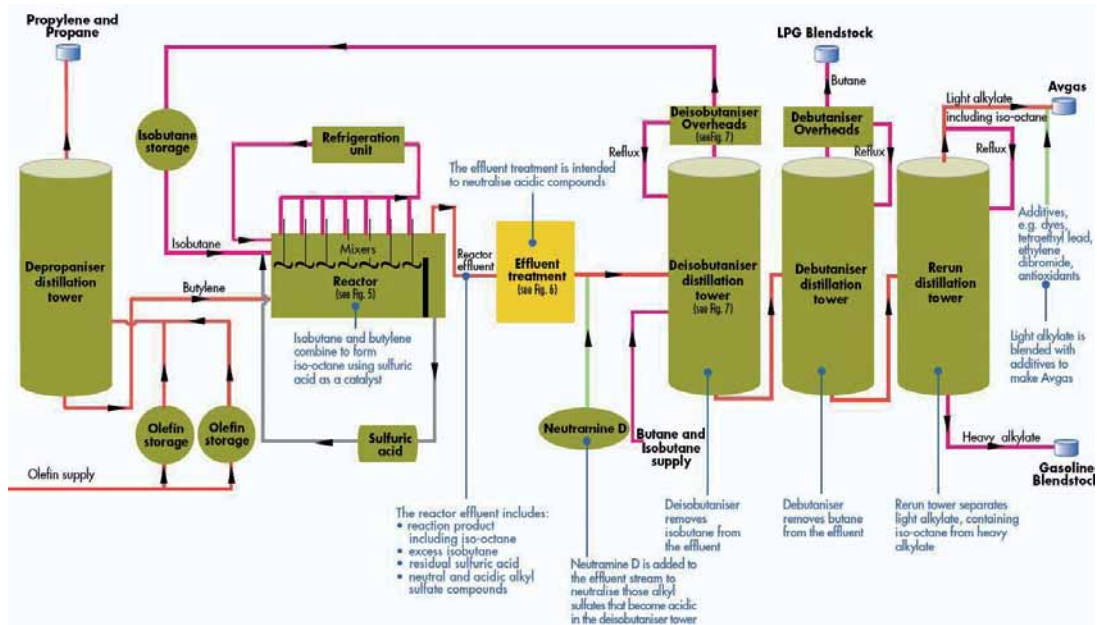 Propylene and
Propane
Isobutane
storage
Refrigeration
unit
The effluent treatment is intended
to neutralise acidic compounds
Deisobutaniser
Overheads
(see Fig. 7)
Reflux
LPG Blendstock
Butane
Debutaniser
Overheads
Reflux
Light alkylate
including iso-octane
Avgas
Reflux
Depropaniser
distillation
tower
Isobutane
Butylene
Mixers
Reactor
(see Fig. 5)
Reactor
effluent
Effluent
treatment
(see Fig. 6)
Deisobutaniser
distillation
tower
(see Fig. 7)
Debutaniser
distillation
tower
Rerun
distillation
tower
Additives,
e.g. dyes,
tetraethyl lead,
ethylene
dibromide,
antioxidants
Isobutane and butylene
combine to form
iso-octane using sulfuric
acid as a catalyst
Light alkylate is
blended with
additives to
make Avgas
Olefin
storage
Olefin
storage
Sulfuric
acid
Neutramine D
Butane and
Isobutane
supply
Heavy alkylate
Gasoline
Blendstock
Olefin supply
The reactor effluent includes:
• reaction product
including iso-octane
• excess isobutane
• residual sulfuric acid
• neutral and acidic alkyl
sulfate compounds
Neutramine D is added to
the effluent stream to
neutralise those alkyl
sulfates that become acidic
in the deisobutaniser tower
Deisobutaniser
removes
isobutane from
the effluent
Debutaniser
removes butane
from the effluent
Rerun tower separates
light alkylate, containing
iso-octane from heavy
alkylate